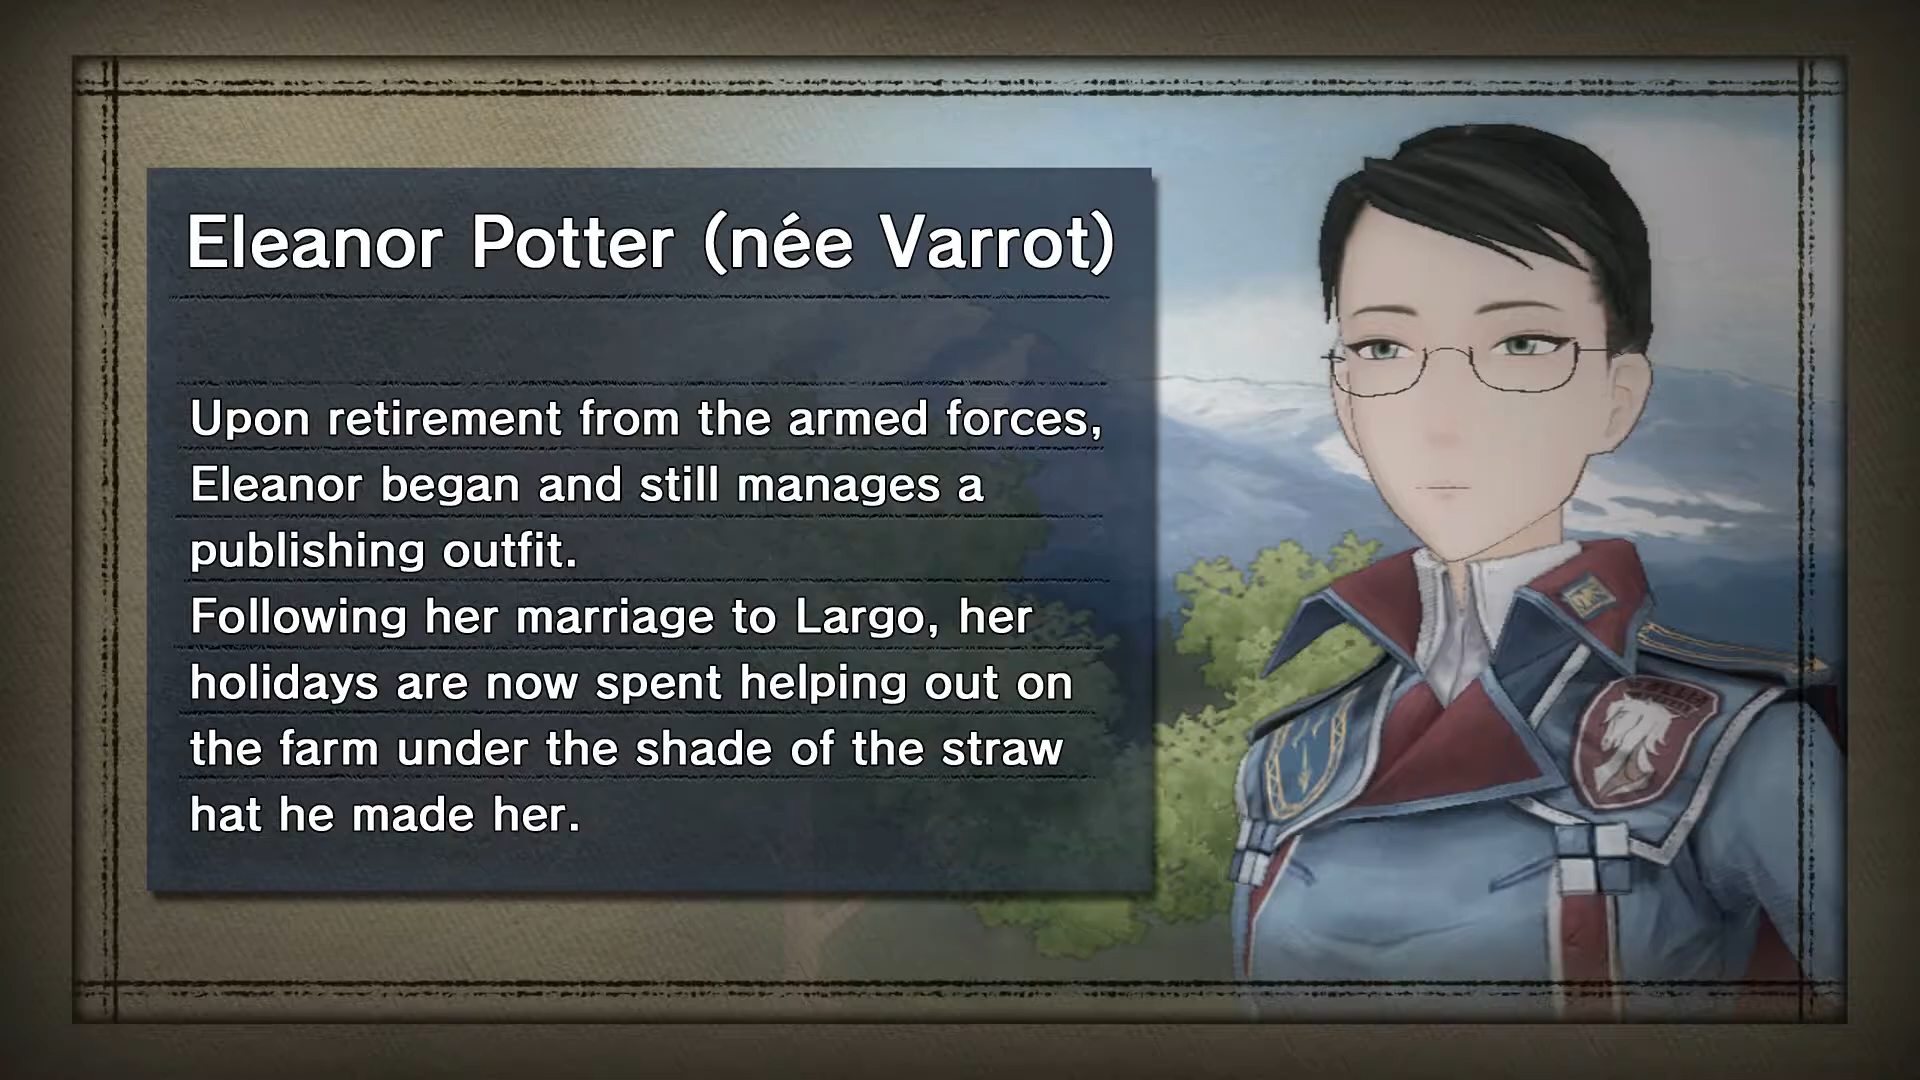 Eleanor Potter (née Varrot)
Upon retirement from the armed forces,
Eleanor began and still manages a
publishing outfit.
Following her marriage to Largo, her
holidays are now spent helping out on
the farm under the shade of the straw
hat he made her.